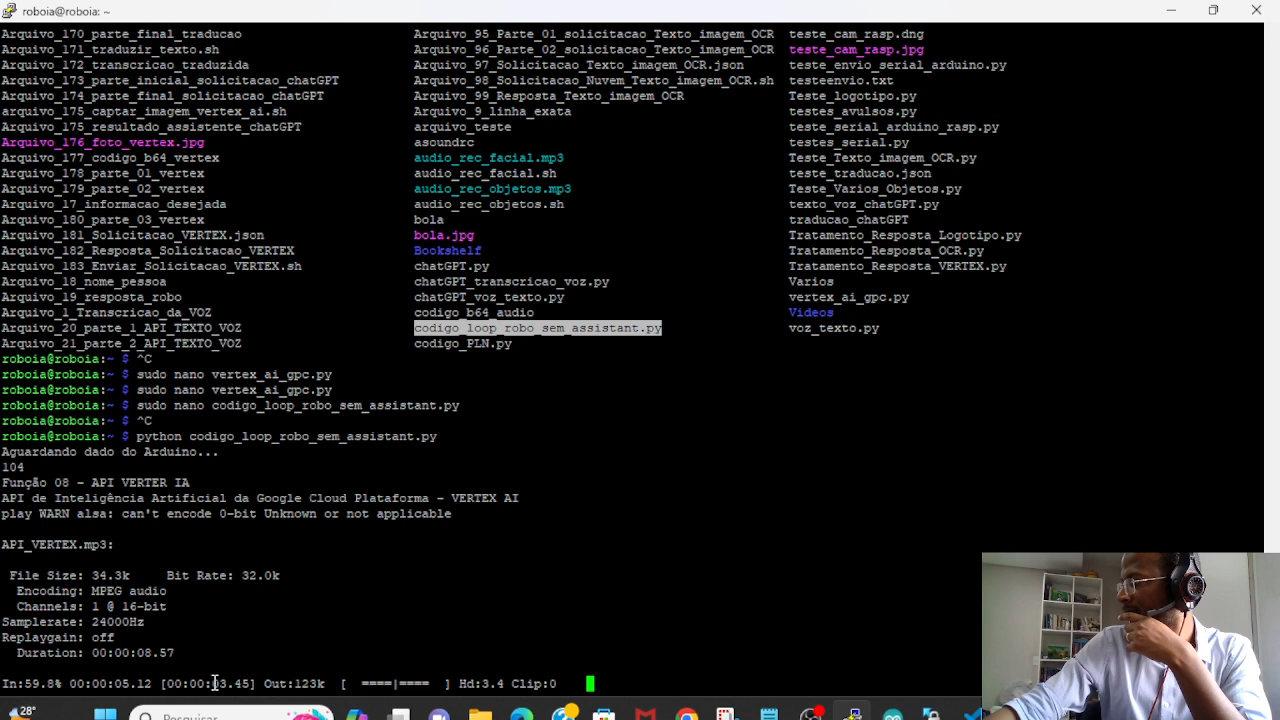 roboia@roboia: ~
Arquivo_170_parte_final_traducao
Arquivo_171_traduzir_texto.sh
Arquivo_172_transcricao_traduzida
Arquivo_173_parte_inicial_solicitacao_chatGPT
Arquivo_174_parte_final_solicitacao_chatGPT
arquivo_175_captar_imagem_vertex_ai.sh
Arquivo_175_resultado_assistente_chatGPT
Arquivo_176_foto_vertex.jpg
Arquivo_177_codigo_b64_vertex
Arquivo_178_parte_01_vertex
Arquivo_179_parte_02_vertex
Arquivo_17_informacao_desejada
Arquivo_180_parte_03_vertex
Arquivo_181_Solicitacao_VERTEX.json
Arquivo_182_Resposta_Solicitacao_VERTEX
Arquivo_183_Enviar_Solicitacao_VERTEX.sh
Arquivo_18_nome_pessoa
Arquivo_19_resposta_robo
Arquivo_1_Transcricao_da_VOZ
Arquivo_20_parte_1_API_TEXTO_VOZ
Arquivo_21_parte_2_API_TEXTO_VOZ
Arquivo_95_Parte_01_solicitacao_Texto_imagem_OCR
Arquivo_96_Parte_02_solicitacao_Texto_imagem_OCR
Arquivo_97_Solicitacao_Texto_imagem_OCR.json
Arquivo_98_Solicitacao_Nuvem_Texto_imagem_OCR.sh
Arquivo_99_Resposta_Texto_imagem_OCR
Arquivo_9_linha_exata
arquivo_teste
asoundrc
audio_rec_facial.mp3
audio_rec_facial.sh
audio_rec_objetos.mp3
audio_rec_objetos.sh
bola
bola.jpg
Bookshelf
chatGPT.py
chatGPT_transcricao_voz.py
chatGPT_voz_texto.py
codigo_b64_audio
codigo_loop_robo_sem_assistant.py
codigo_PLN.py
teste_cam_rasp.dng
teste_cam_rasp.jpg
teste_envio_serial_arduino.py
testeenvio.txt
Teste_logotipo.py
testes_avulsos.py
teste_serial_arduino_rasp.py
testes_serial.py
Teste_Texto_imagem_OCR.py
teste_traducao.json
Teste_Varios_Objetos.py
texto_voz_chatGPT.py
traducao_chatGPT
Tratamento_Resposta_Logotipo.py
Tratamento_Resposta_OCR.py
Tratamento_Resposta_VERTEX.py
Varios
vertex_ai_gpc.py
Videos
voz_texto.py
roboia@roboia:~ $ ^C
roboia@roboia:~ $ sudo nano vertex_ai_gpc.py
roboia@roboia:~ $ sudo nano vertex_ai_gpc.py
roboia@roboia:~ $ sudo nano codigo_loop_robo_sem_assistant.py
roboia@roboia:~ $ ^C
roboia@roboia:~ $ python codigo_loop_robo_sem_assistant.py
Aguardando dado do Arduino...
104
Função 08 - API VERTER IA
API de Inteligência Artificial da Google Cloud Plataforma - VERTEX AI
play WARN alsa: can't encode 0-bit Unknown or not applicable
API_VERTEX.mp3:
File Size: 34.3k Bit Rate: 32.0k
Encoding: MPEG audio
Channels: 1 @ 16-bit
Samplerate: 24000Hz
Replaygain: off
Duration: 00:00:08.57
In:59.8% 00:00:05.12 [00:00:03.45] Out:123k [ ====|==== ] Hd:3.4 Clip:0
28°
Pesquisar